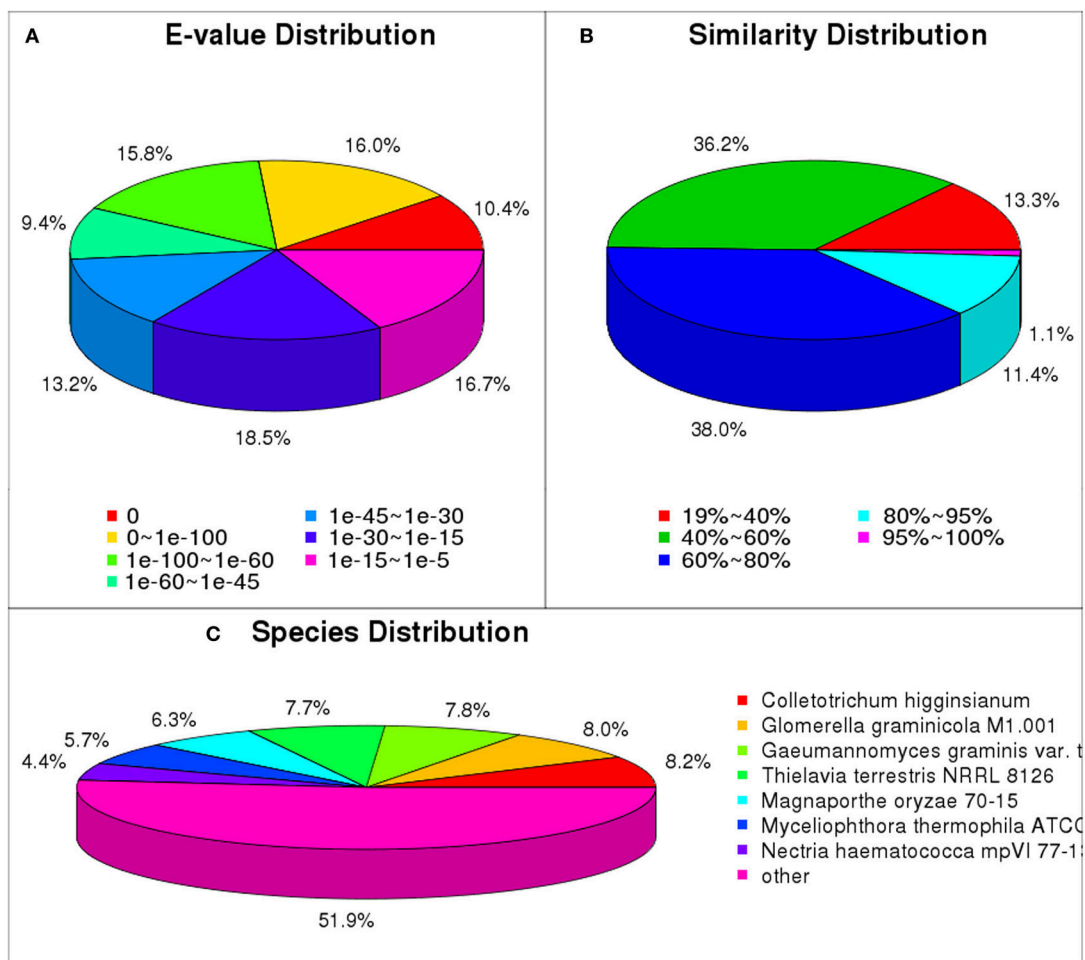 A
E-value Distribution
15.8%
16.0%
9.4%
10.4%
13.2%
16.7%
18.5%
0
0~1e-100
1e-100~1e-60
1e-60~1e-45
1e-45~1e-30
1e-30~1e-15
1e-15~1e-5
B
Similarity Distribution
36.2%
13.3%
1.1%
11.4%
38.0%
19%~40%
40%~60%
60%~80%
80%~95%
95%~100%
C
Species Distribution
7.7%
7.8%
6.3%
8.0%
5.7%
4.4%
8.2%
51.9%
Colletotrichum higginsianum
Glomerella graminicola M1.001
Gaeumannomyces graminis var. t
Thielavia terrestris NRRL 8126
Magnaporthe oryzae 70-15
Myceliophthora thermophila ATCC
Nectria haematococca mpVI 77-13
other